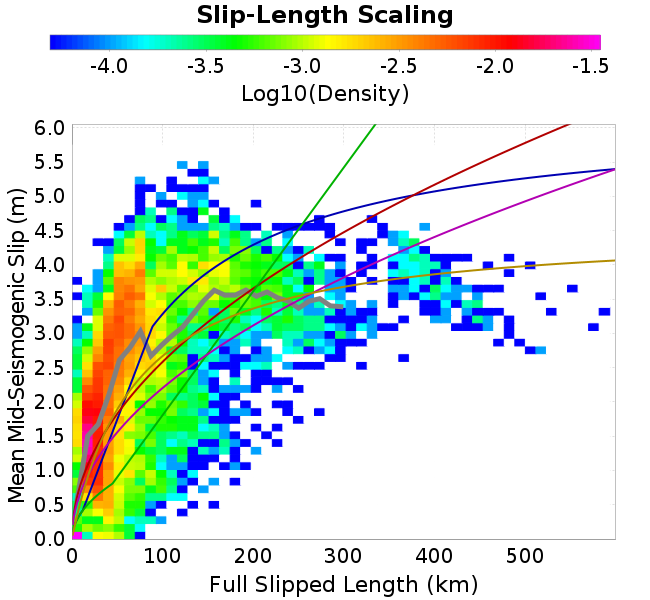 Slip-Length Scaling
-4.0 -3.5 -3.0 -2.5 -2.0 -1.5
Log10(Density)
Mean Mid-Seismogenic Slip (m)
6.0
5.5
5.0
4.5
4.0
3.5
3.0
2.5
2.0
1.5
1.0
0.5
0.0
0 100 200 300 400 500
Full Slipped Length (km)